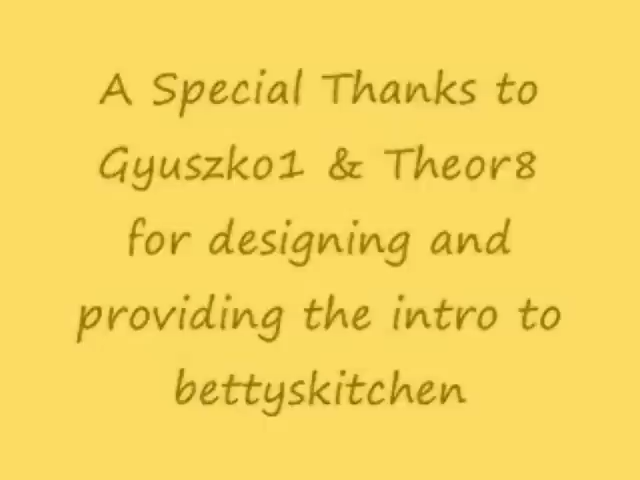 A Special Thanks to
Gyuszko1 & Theor8
for designing and
providing the intro to
bettyskitchen